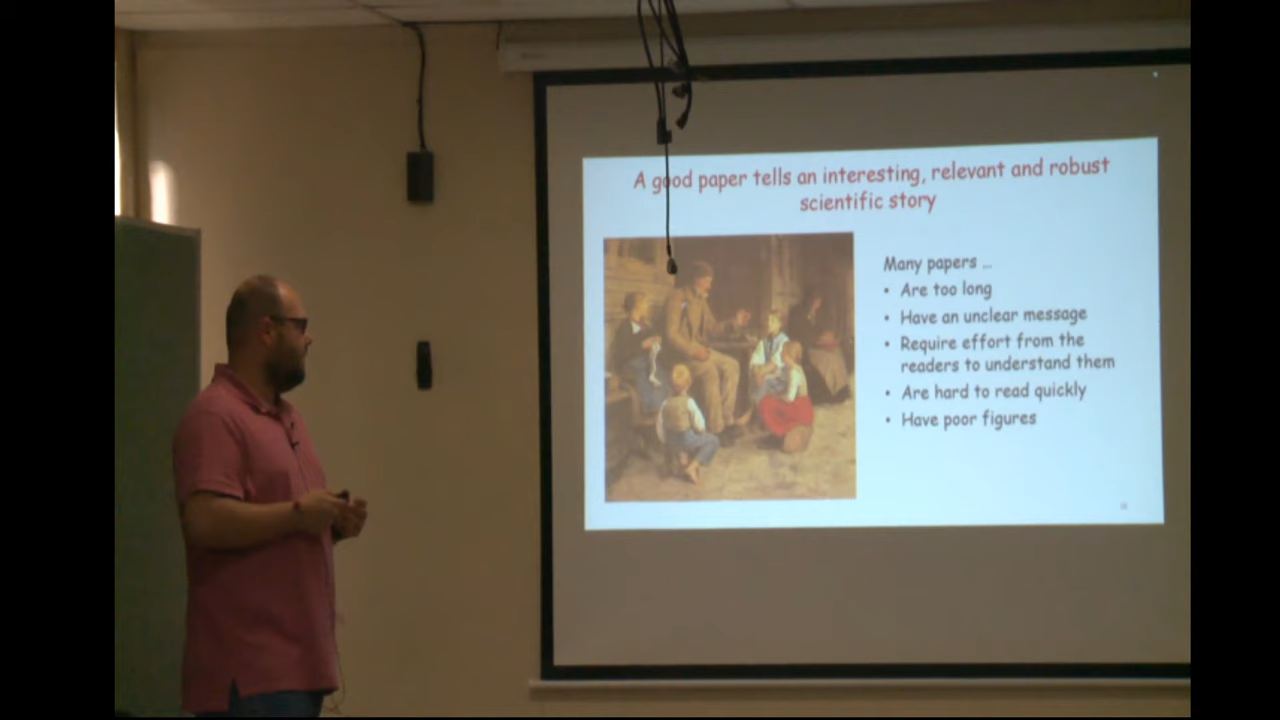 A good paper tells an interesting, relevant and robust
scientific story
Many papers ...
• Are too long
• Have an unclear message
• Require effort from the
readers to understand them
• Are hard to read quickly
• Have poor figures